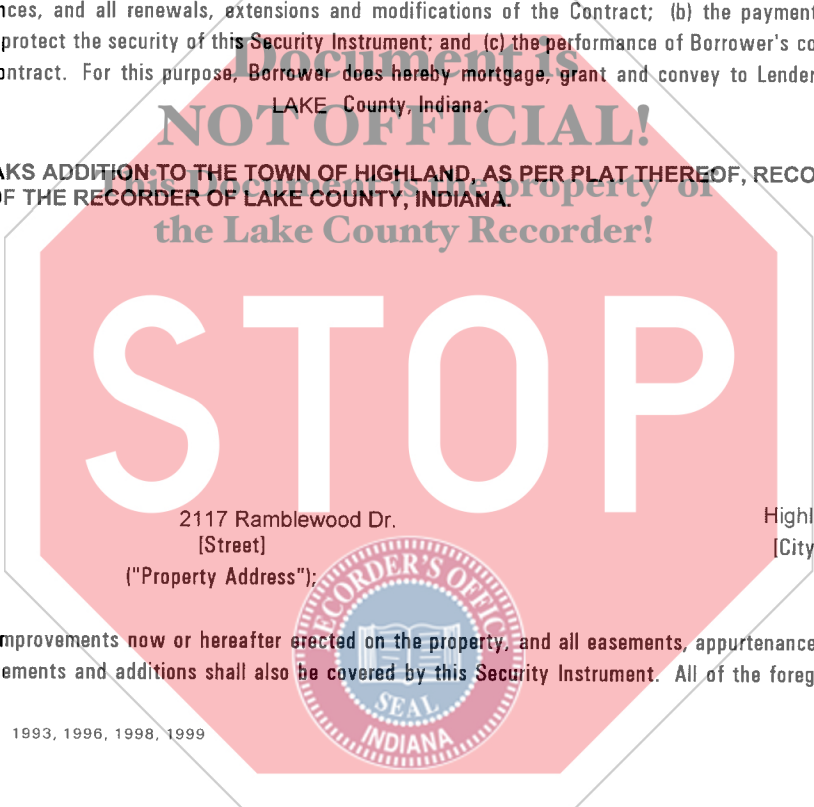 nces, and all renewals, extensions and modifications of the Contract; (b) the payment
protect the security of this Security Instrument; and (c) the performance of Borrower's co
ontract. For this purpose, Borrower does hereby mortgage, grant and convey to Lender
Document is
LAKE County, Indiana:
NOT OFFICIAL!
AKS ADDITION TO THE TOWN OF HIGHLAND, AS PER PLAT THEREOF, RECO
This Document is the property of
OF THE RECORDER OF LAKE COUNTY, INDIANA.
the Lake County Recorder!
STOP
2117 Ramblewood Dr. Highl
[Street] [City
("Property Address");
RECORDER'S OFFICE
mprovements now or hereafter erected on the property, and all easements, appurtenance
ements and additions shall also be covered by this Security Instrument. All of the foreg
SEAL
INDIANA
1993, 1996, 1998, 1999